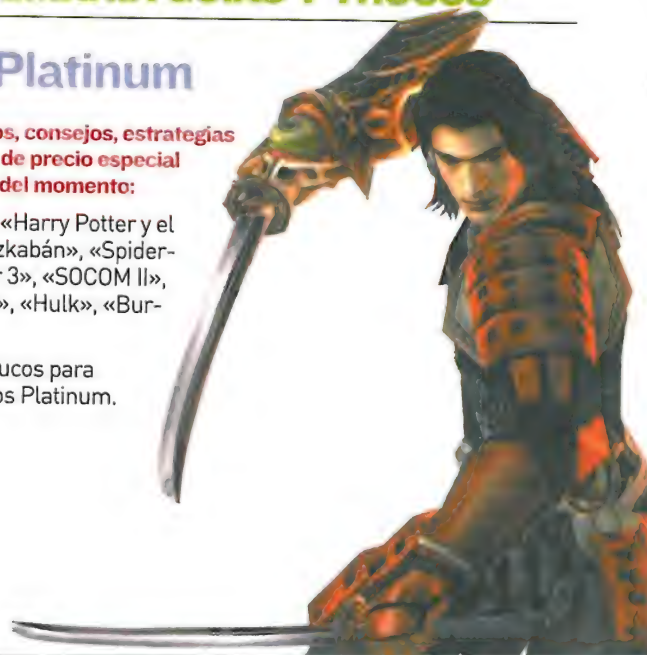 Platinum
os, consejos, estrategias
de precio especial
del momento:
«Harry Potter y el
zkabán», «Spider-
3», «SOCOM II»,
», «Hulk», «Bur-
ucos para
os Platinum.